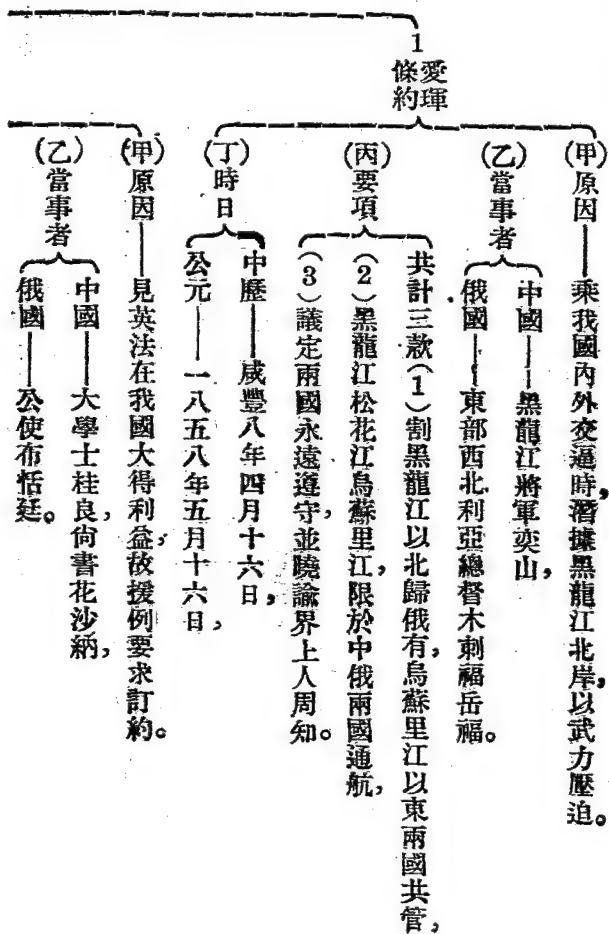 1 愛琿條約
(甲)原因——乘我國內外交逼時,潛據黑龍江北岸,以武力壓迫。
(乙)當事者
中國——黑龍江將軍奕山,
俄國——東部西北利亞總督木剌福岳福。
(丙)要項
共計三款(1)割黑龍江以北歸俄有,烏蘇里江以東兩國共管,
(2)黑龍江松花江烏蘇里江,限於中俄兩國通航,
(3)議定兩國永遠遵守,並曉諭界上人周知。
(丁)時日
中歷——咸豐八年四月十六日,
公元——一八五八年五月十六日,
(甲)原因——見英法在我國大得利益,故援例要求訂約。
(乙)當事者
中國——大學士桂良,尚書花沙納,
俄國——公使布恬廷。